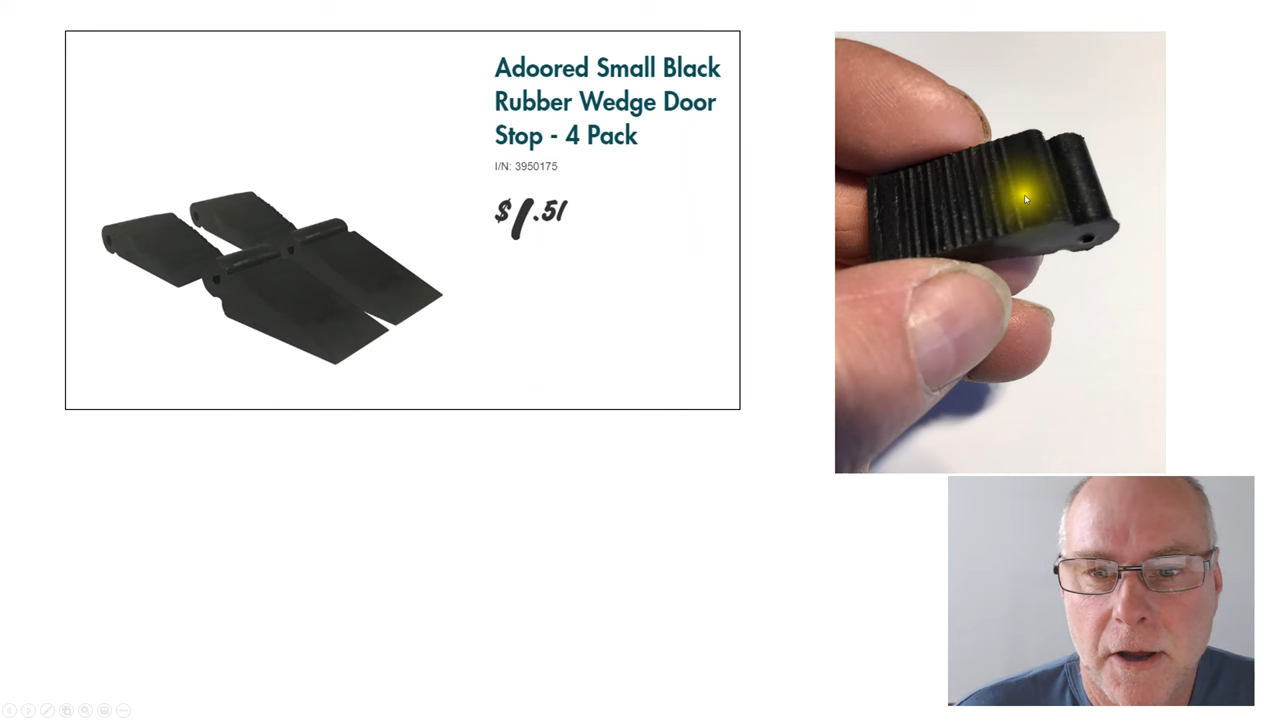 Adoored Small Black
Rubber Wedge Door
Stop - 4 Pack
I/N: 3950175
$1.51